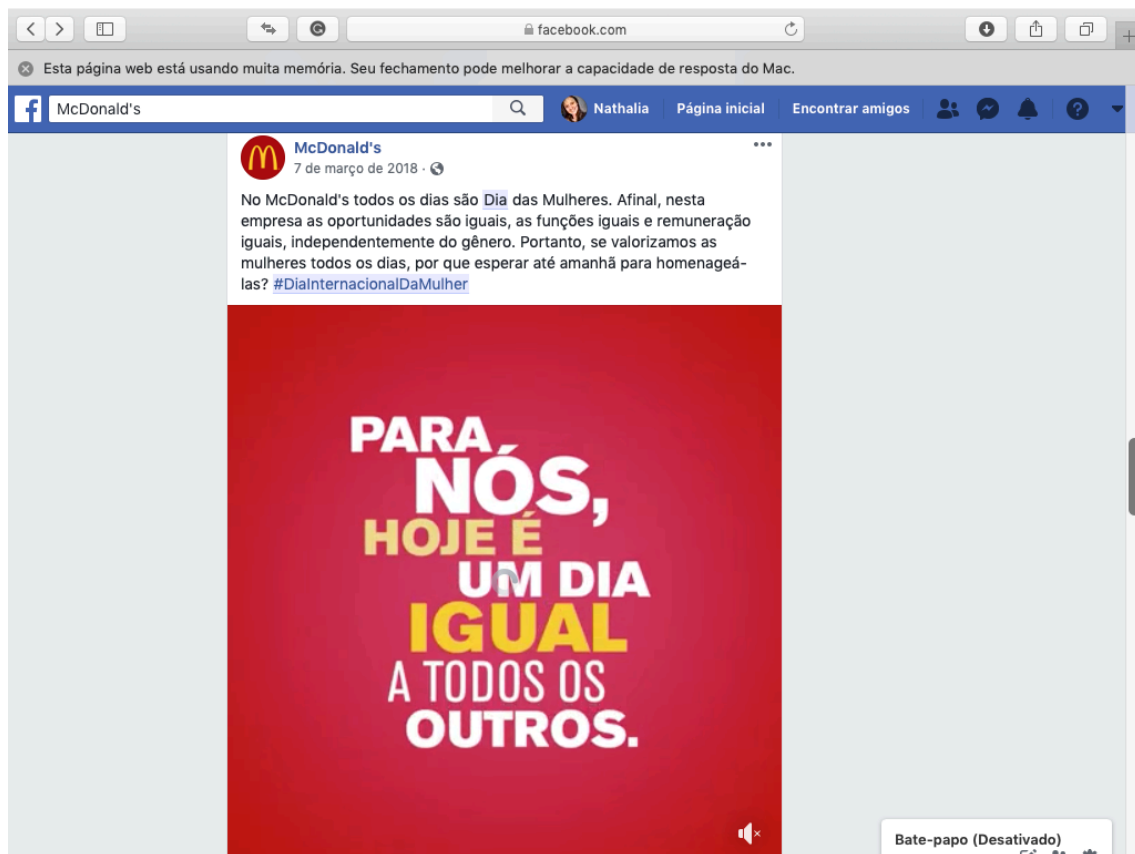 facebook.com
Esta página web está usando muita memória. Seu fechamento pode melhorar a capacidade de resposta do Mac.
McDonald's
Nathalia Página inicial Encontrar amigos
McDonald's
7 de março de 2018 ·
No McDonald's todos os dias são Dia das Mulheres. Afinal, nesta
empresa as oportunidades são iguais, as funções iguais e remuneração
iguais, independentemente do gênero. Portanto, se valorizamos as
mulheres todos os dias, por que esperar até amanhã para homenageá-
las? #DiaInternacionalDaMulher
PARA
NÓS,
HOJE É
UM DIA
IGUAL
A TODOS OS
OUTROS.
Bate-papo (Desativado)